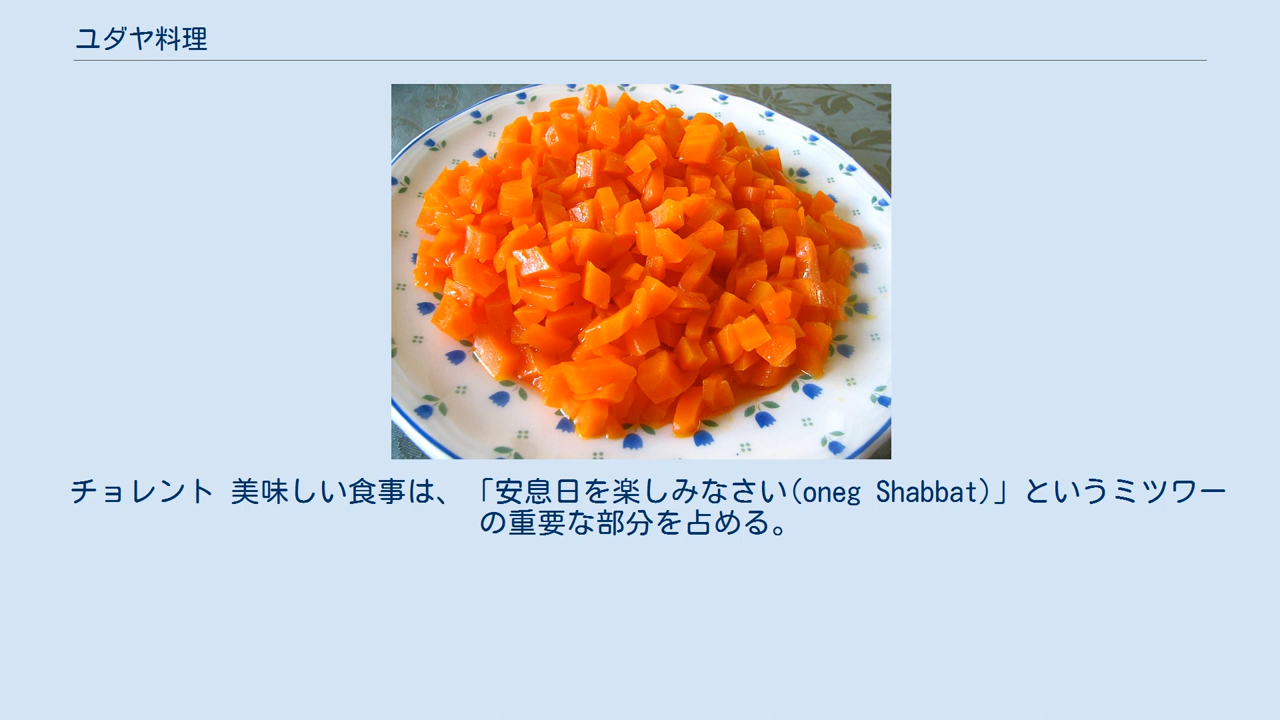 ユダヤ料理
チョレント 美味しい食事は、「安息日を楽しみなさい(oneg Shabbat)」というミツワー
の重要な部分を占める。